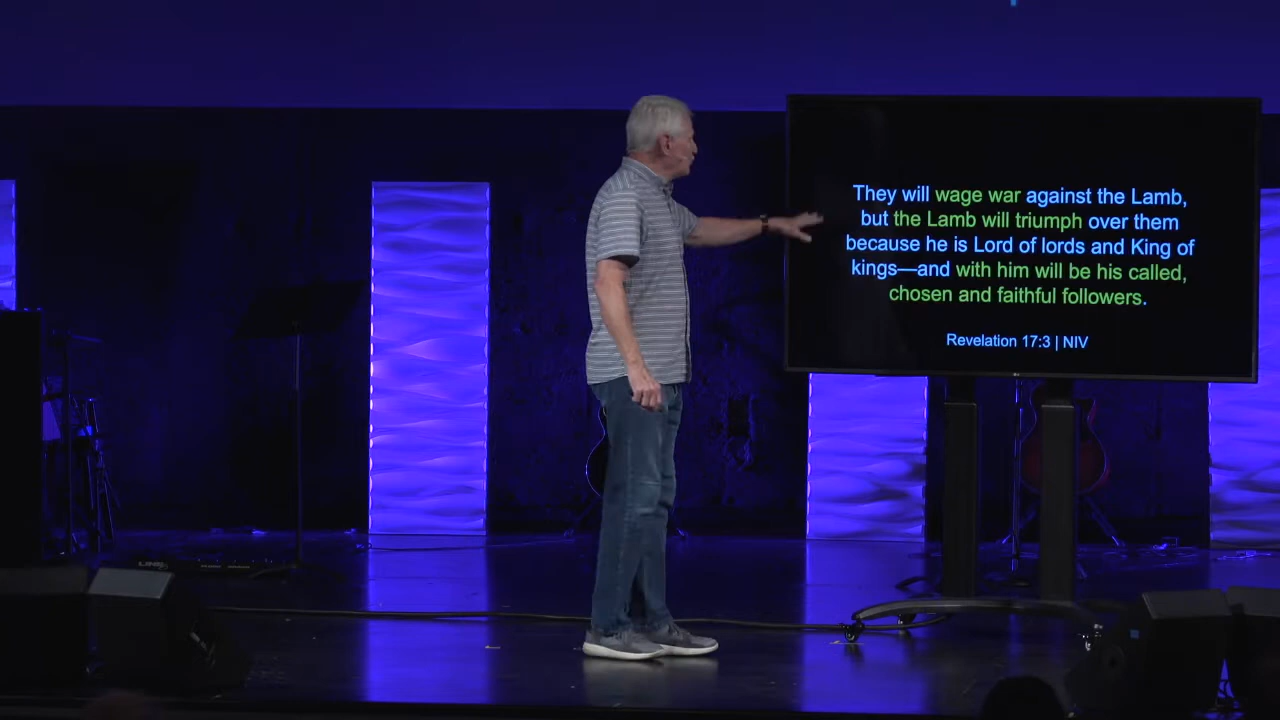 They will wage war against the Lamb,
but the Lamb will triumph over them
because he is Lord of lords and King of
kings—and with him will be his called,
chosen and faithful followers.
Revelation 17:3 | NIV